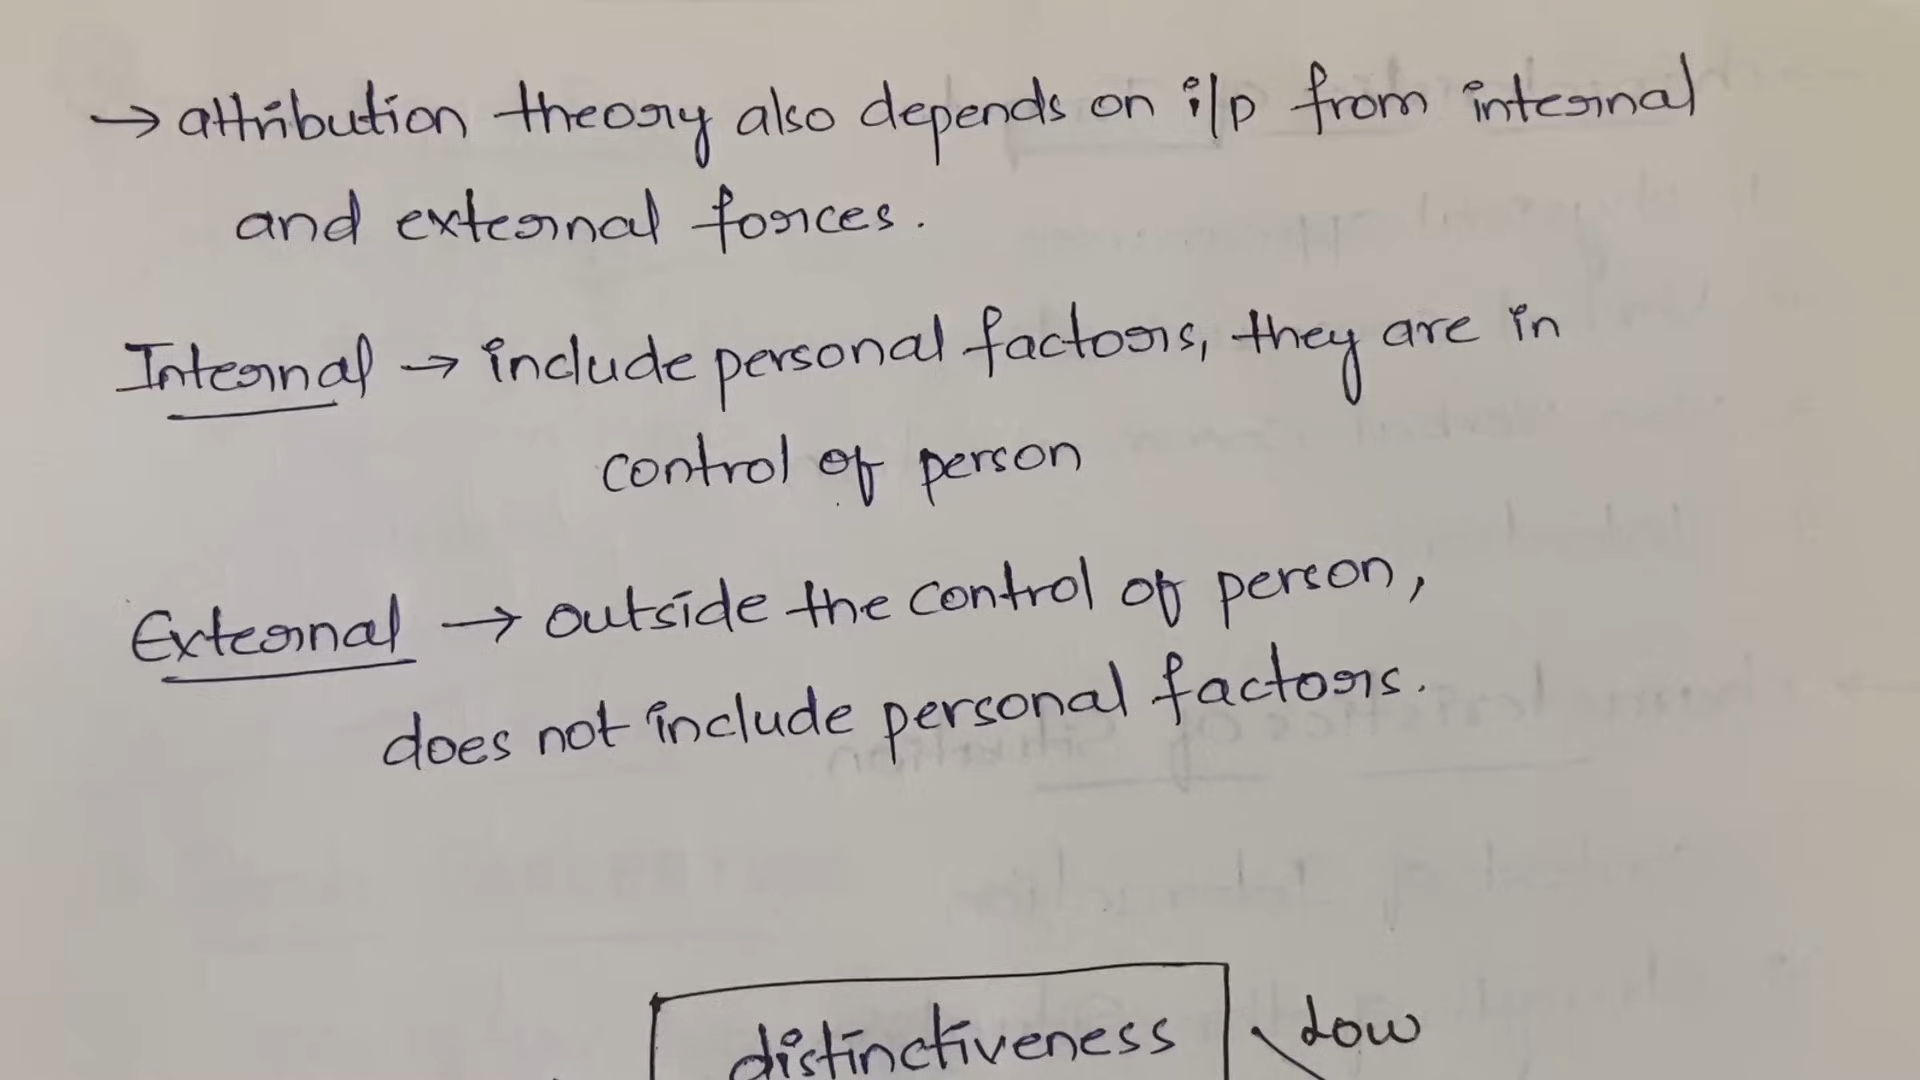 → attribution theory also depends on i/p from internal
and external forces.
Internal → include personal factors, they are in
control of person
External → outside the control of person,
does not include personal factors.
distinctiveness Low